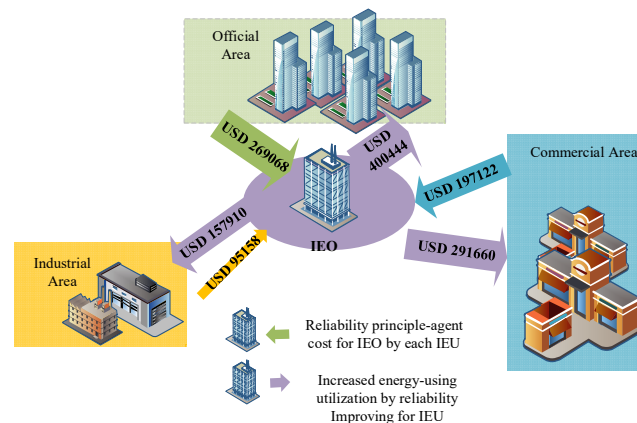 Official
Area
USD 269068
USD
400444
Commercial Area
USD 197122
USD 157910
IEO
USD 291660
USD 95158
Industrial
Area
Reliability principle-agent
cost for IEO by each IEU
Increased energy-using
utilization by reliability
Improving for IEU